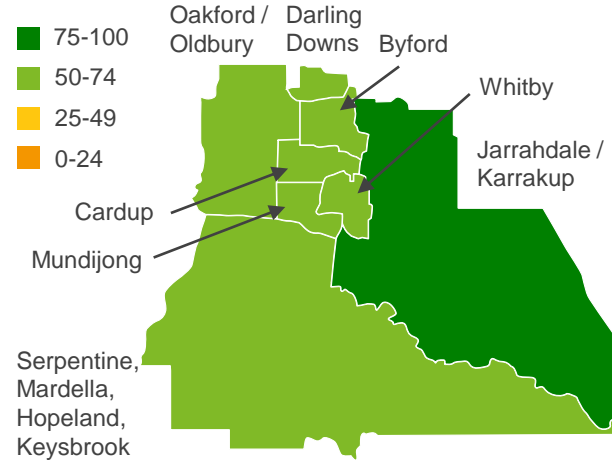 75-100
50-74
25-49
0-24
Oakford /
Oldbury
Darling
Downs
Byford
Whitby
Jarrahdale /
Karrakup
Cardup
Mundijong
Serpentine,
Mardella,
Hopeland,
Keysbrook